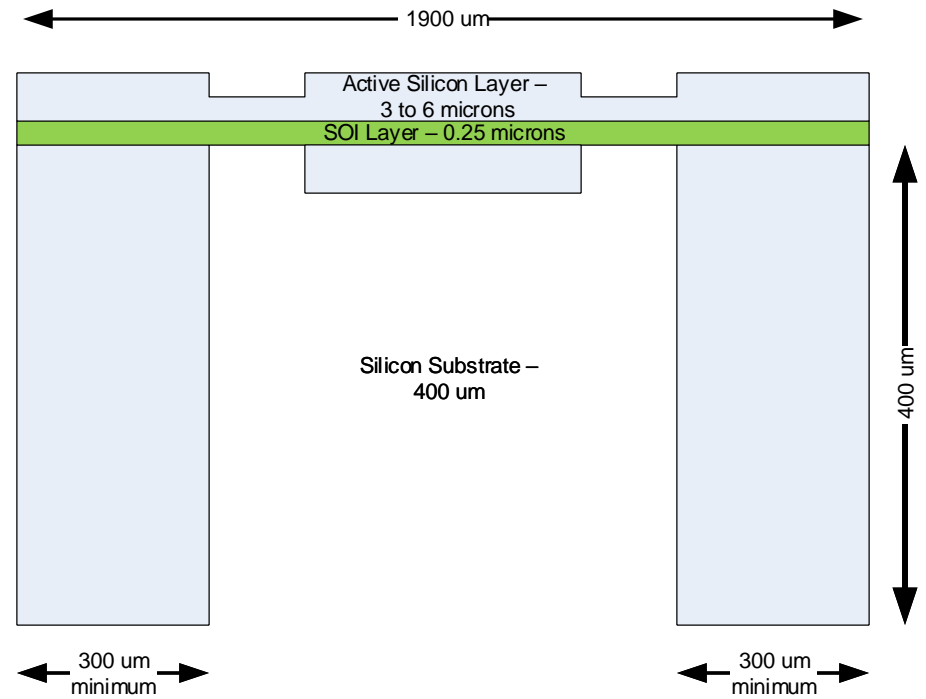 1900 um
Active Silicon Layer –
3 to 6 microns
SOI Layer – 0.25 microns
Silicon Substrate –
400 um
400 um
300 um
minimum
300 um
minimum